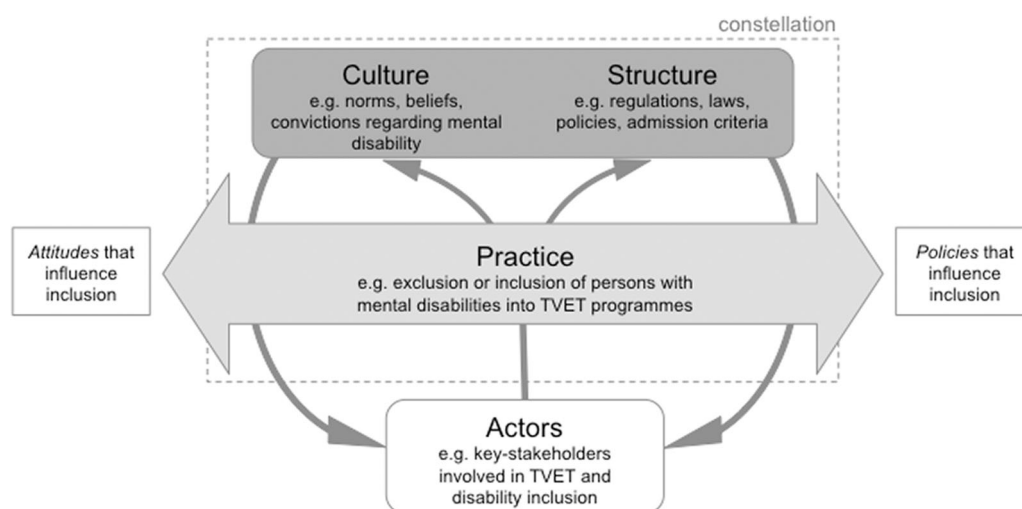 constellation
Culture
e.g. norms, beliefs,
convictions regarding mental
disability
Structure
e.g. regulations, laws,
policies, admission criteria
Attitudes that
influence
inclusion
Practice
e.g. exclusion or inclusion of persons with
mental disabilities into TVET programmes
Policies that
influence
inclusion
Actors
e.g. key-stakeholders
involved in TVET and
disability inclusion